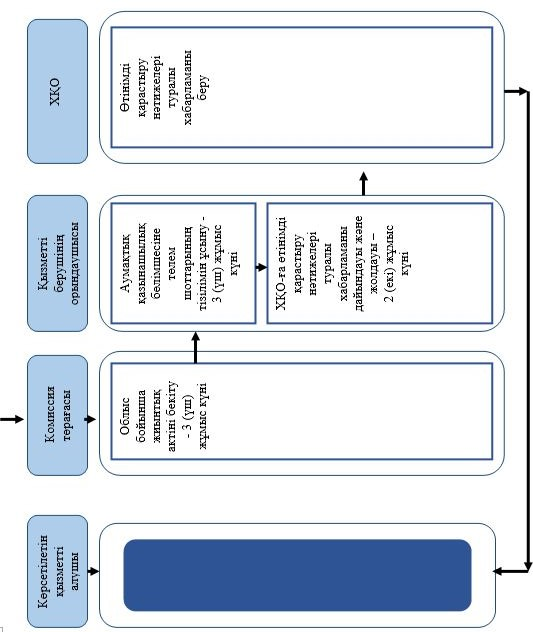 Көрсетілетін
қызметті
алушы
Комиссия
төрағасы
Облыс
бойынша
жиынтық
актіні бекіту
- 3 (үш)
жұмыс күні
Қызметті
берушінің
орындаушысы
Аумақтық
қазынашылық
бөлімшесіне
төлем
шоттарының
тізілімін ұсыну -
3 (үш) жұмыс
күні
ХҚО-ға өтінімді
қарастыру
нәтижелері
туралы
хабарламаны
дайындауы және
жолдауы –
2 (екі) жұмыс
күні
ХҚО
Өтінімді
қарастыру
нәтижелері
туралы
хабарламаны
беру